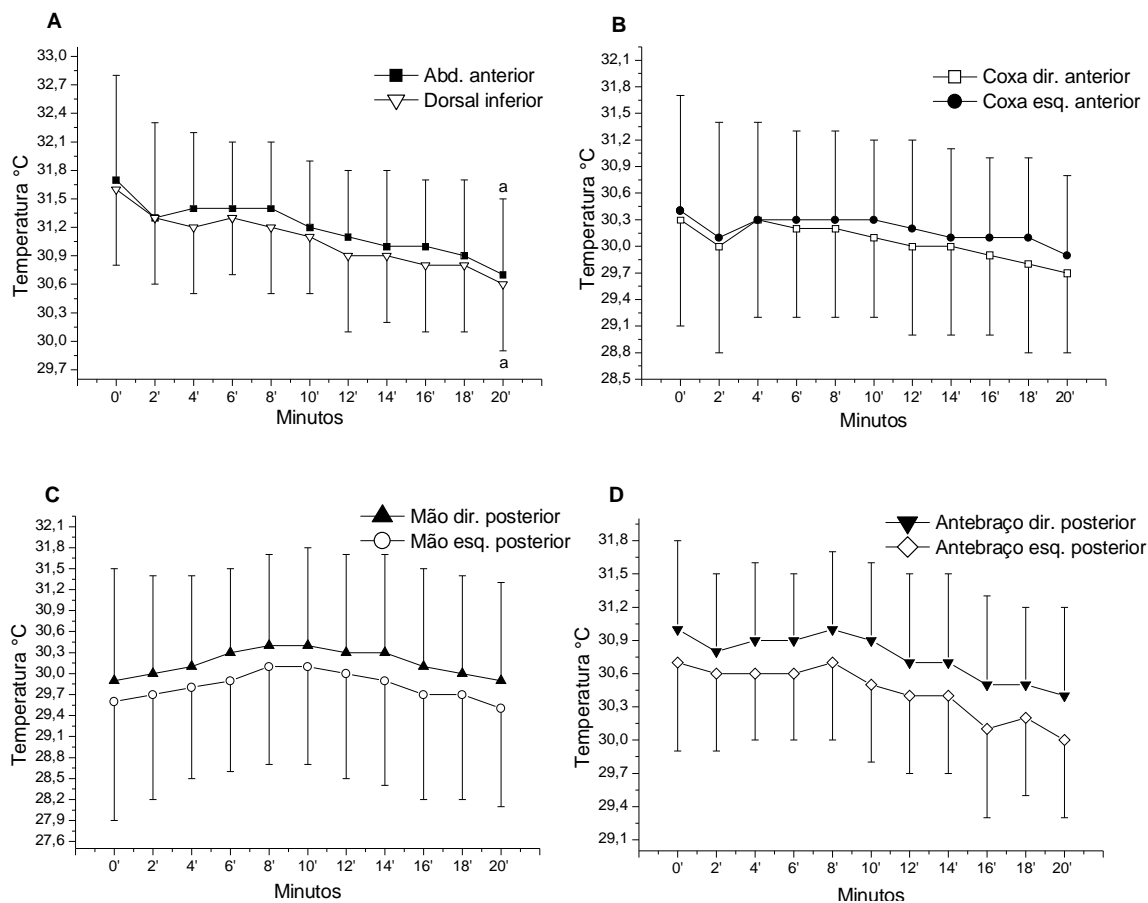 A
33,0
32,7
32,4
32,1
31,8
31,5
31,2
30,9
30,6
30,3
30,0
29,7
Temperatura °C
Abd. anterior
Dorsal inferior
a
a
0' 2' 4' 6' 8' 10' 12' 14' 16' 18' 20'
Minutos
B
32,1
31,8
31,5
31,2
30,9
30,6
30,3
30,0
29,7
29,4
29,1
28,8
28,5
Temperatura °C
Coxa dir. anterior
Coxa esq. anterior
0' 2' 4' 6' 8' 10' 12' 14' 16' 18' 20'
Minutos
C
32,1
31,8
31,5
31,2
30,9
30,6
30,3
30,0
29,7
29,4
29,1
28,8
28,5
28,2
27,9
27,6
Temperatura °C
Mão dir. posterior
Mão esq. posterior
0' 2' 4' 6' 8' 10' 12' 14' 16' 18' 20'
Minutos
D
31,8
31,5
31,2
30,9
30,6
30,3
30,0
29,7
29,4
29,1
Temperatura °C
Antebraço dir. posterior
Antebraço esq. posterior
0' 2' 4' 6' 8' 10' 12' 14' 16' 18' 20'
Minutos